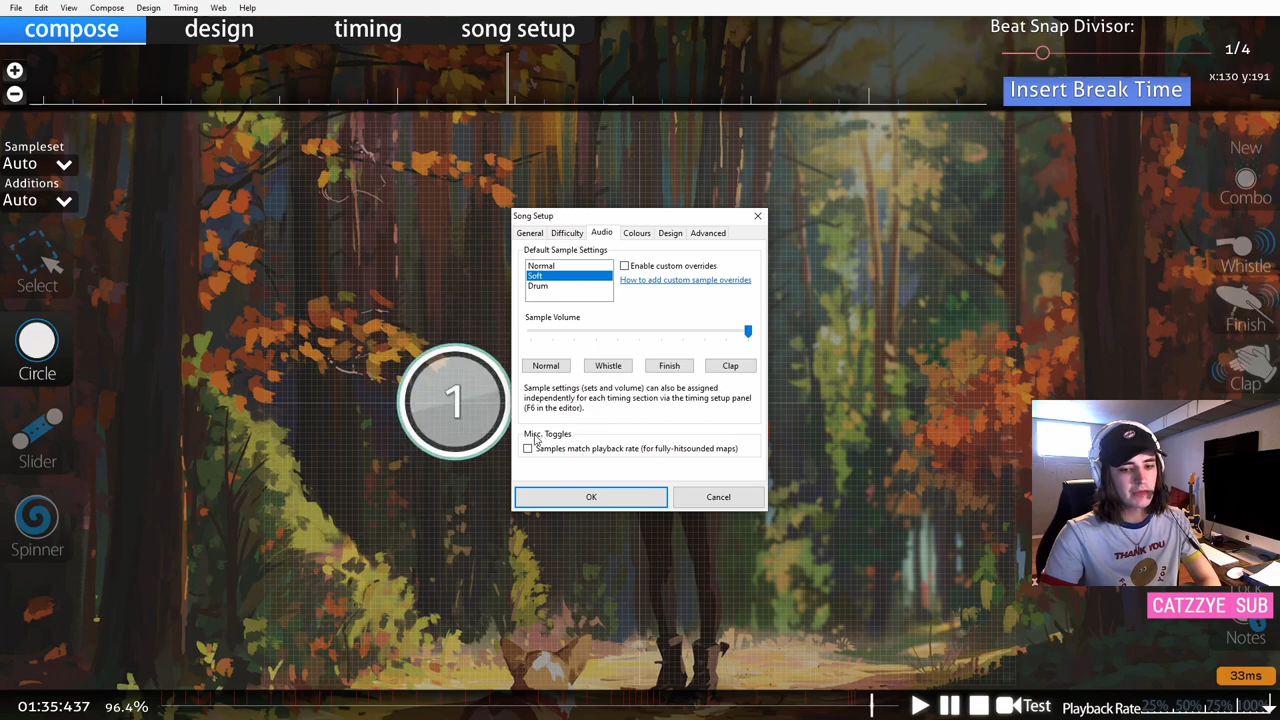 File Edit View Compose Design Timing Web Help
compose design timing song setup
Beat Snap Divisor:
1/4
x:130 y:191
Insert Break Time
Sampleset
Auto
Additions
Auto
Select
Circle
Slider
Spinner
New
Combo
Whistle
Finish
Clap
Song Setup
General Difficulty Audio Colours Design Advanced
Default Sample Settings
Normal
Soft
Drum
Enable custom overrides
How to add custom sample overrides
Sample Volume
Normal Whistle Finish Clap
Sample settings (sets and volume) can also be assigned
independently for each timing section via the timing setup panel
(F6 in the editor).
Misc. Toggles
Samples match playback rate (for fully-hitsounded maps)
OK Cancel
1
THANK YOU
CATZZYE SUB
Notes
33ms
01:35:437 96.4%
Test
Playback Rate
25% 50% 75% 100%